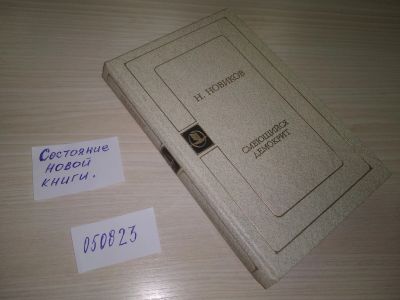 Состояние
новой
книги.
050823
Н. НОВИКОВ
СМЕЮЩИЙСЯ
ДЕМОКРИТ